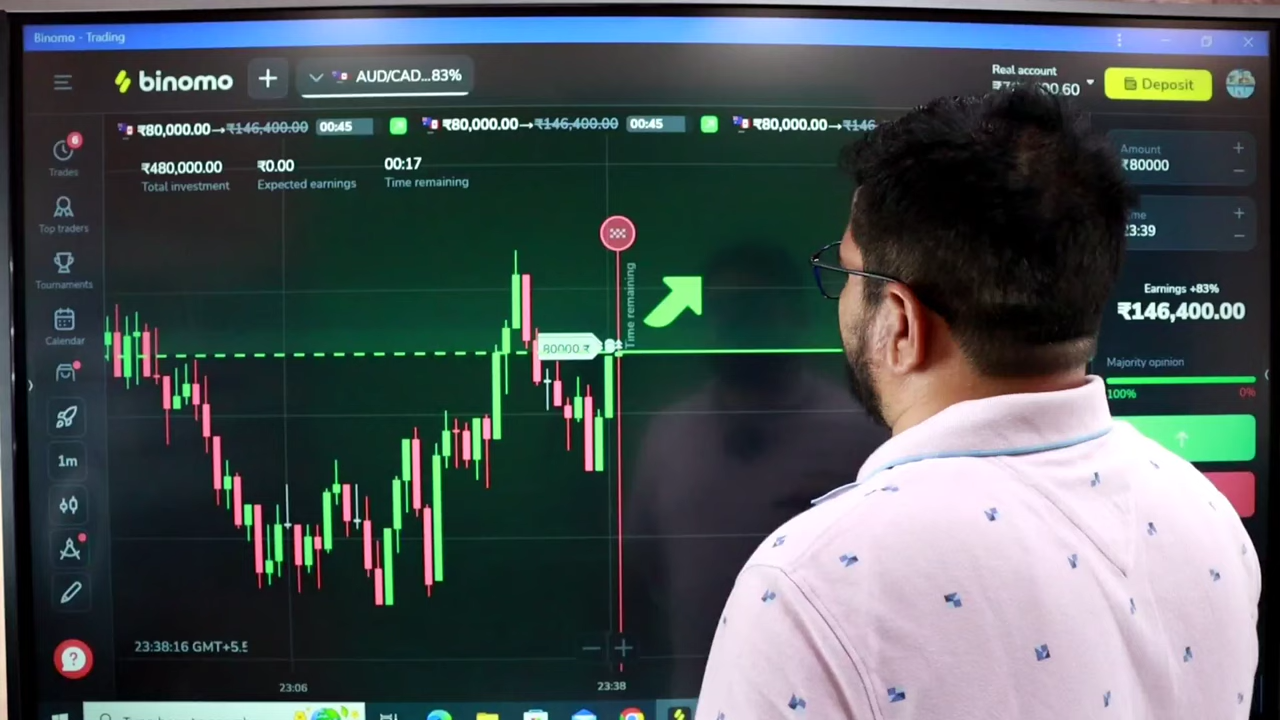 Binomo - Trading
binomo
AUD/CAD...83%
Real account
Deposit
₹80,000.00→₹146,400.00 00:45
₹80,000.00→₹146,400.00 00:45
₹80,000.00→₹146
₹480,000.00
Total investment
₹0.00
Expected earnings
00:17
Time remaining
6
Trades
Top traders
Tournaments
Calendar
1m
Time remaining
80000 ₹
Amount
₹80000
23:39
Earnings +83%
₹146,400.00
Majority opinion
100% 0%
23:38:16 GMT+5.5
23:06
23:38
?